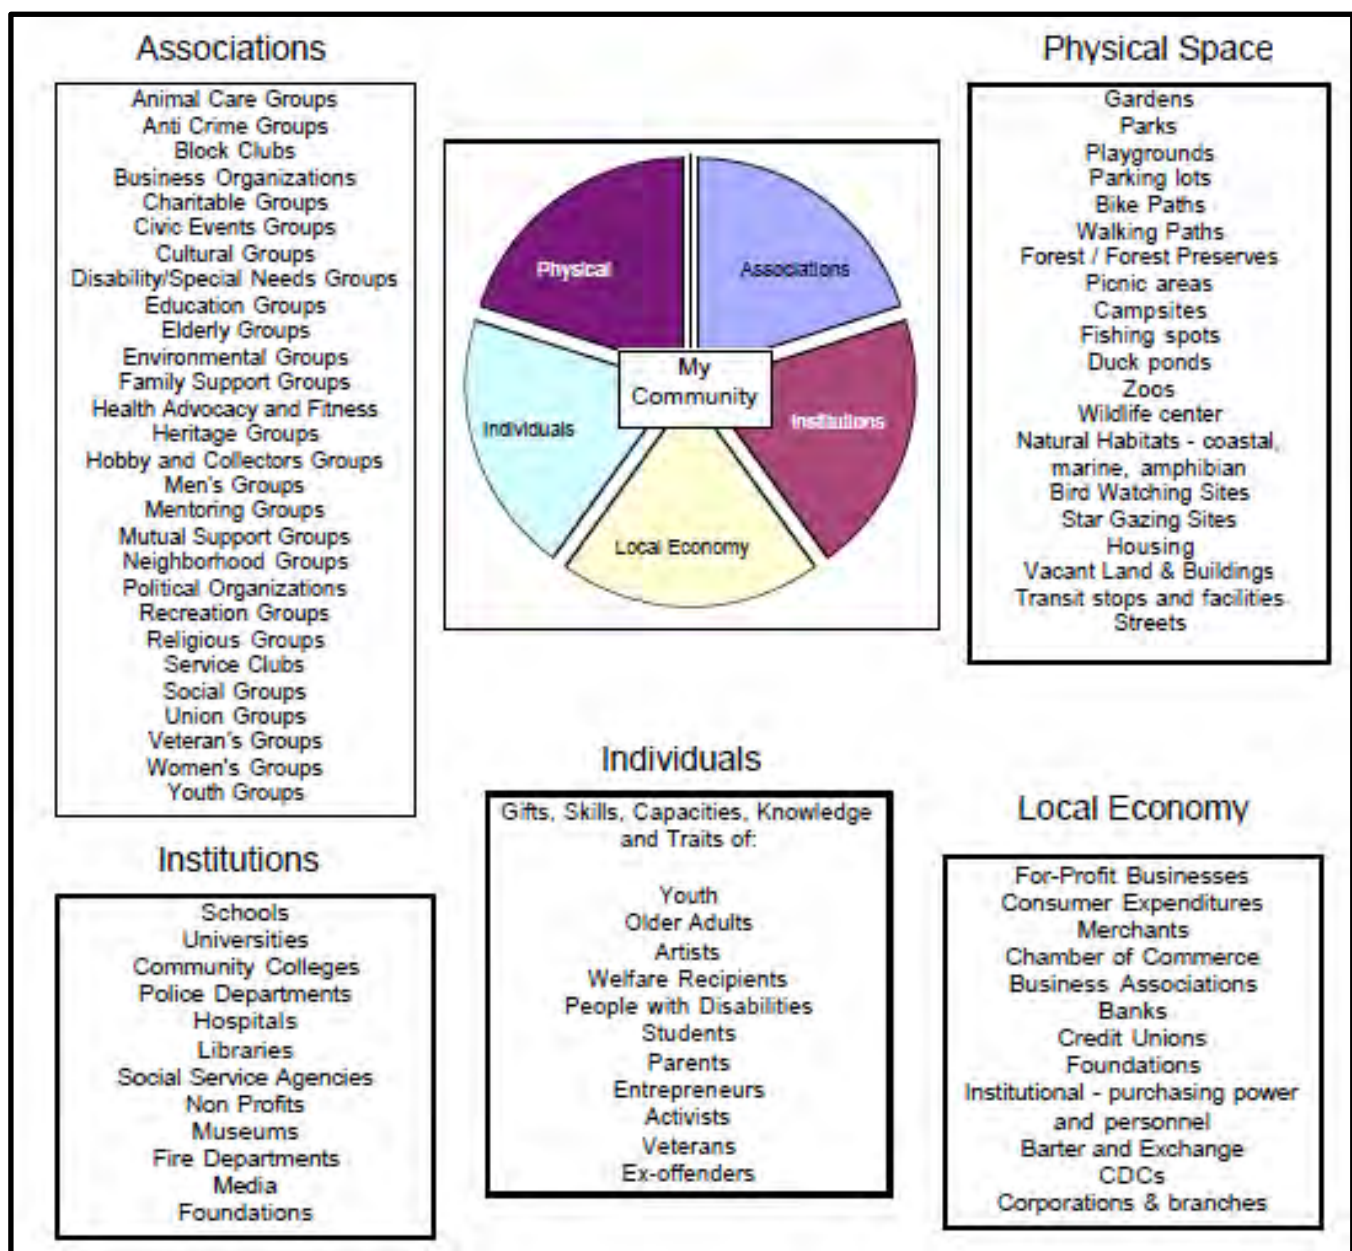 Associations
Animal Care Groups
Anti Crime Groups
Block Clubs
Business Organizations
Charitable Groups
Civic Events Groups
Cultural Groups
Disability/Special Needs Groups
Education Groups
Elderly Groups
Environmental Groups
Family Support Groups
Health Advocacy and Fitness
Heritage Groups
Hobby and Collectors Groups
Men's Groups
Mentoring Groups
Mutual Support Groups
Neighborhood Groups
Political Organizations
Recreation Groups
Religious Groups
Service Clubs
Social Groups
Union Groups
Veteran's Groups
Women's Groups
Youth Groups
Physical
Associations
My
Community
Individuals
Institutions
Local Economy
Physical Space
Gardens
Parks
Playgrounds
Parking lots
Bike Paths
Walking Paths
Forest / Forest Preserves
Picnic areas
Campsites
Fishing spots
Duck ponds
Zoos
Wildlife center
Natural Habitats - coastal,
marine, amphibian
Bird Watching Sites
Star Gazing Sites
Housing
Vacant Land & Buildings
Transit stops and facilities
Streets
Institutions
Schools
Universities
Community Colleges
Police Departments
Hospitals
Libraries
Social Service Agencies
Non Profits
Museums
Fire Departments
Media
Foundations
Individuals
Gifts, Skills, Capacities, Knowledge
and Traits of:
Youth
Older Adults
Artists
Welfare Recipients
People with Disabilities
Students
Parents
Entrepreneurs
Activists
Veterans
Ex-offenders
Local Economy
For-Profit Businesses
Consumer Expenditures
Merchants
Chamber of Commerce
Business Associations
Banks
Credit Unions
Foundations
Institutional - purchasing power
and personnel
Barter and Exchange
CDCs
Corporations & branches